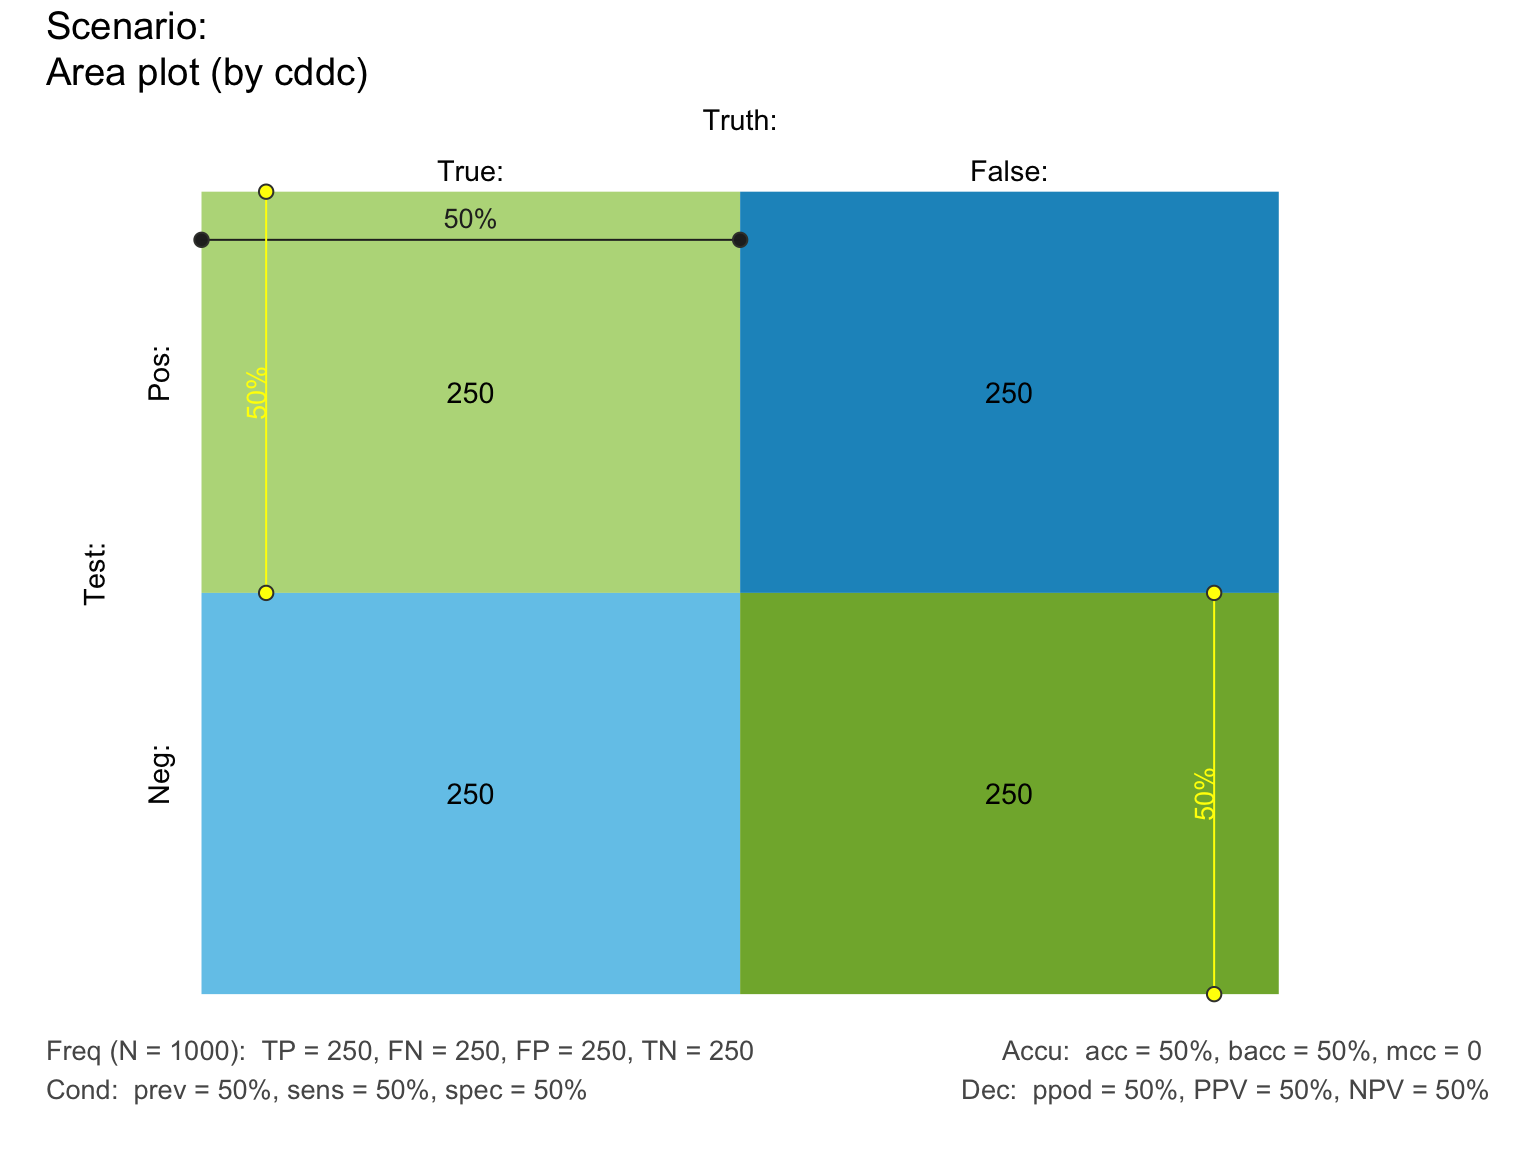 Scenario:
Area plot (by cddc)
Truth:
True:
False:
50%
Pos:
50%
250
250
Test:
Neg:
250
250
50%
Freq (N = 1000):  TP = 250, FN = 250, FP = 250, TN = 250
Accu:  acc = 50%, bacc = 50%, mcc = 0
Cond:  prev = 50%, sens = 50%, spec = 50%
Dec:  ppod = 50%, PPV = 50%, NPV = 50%